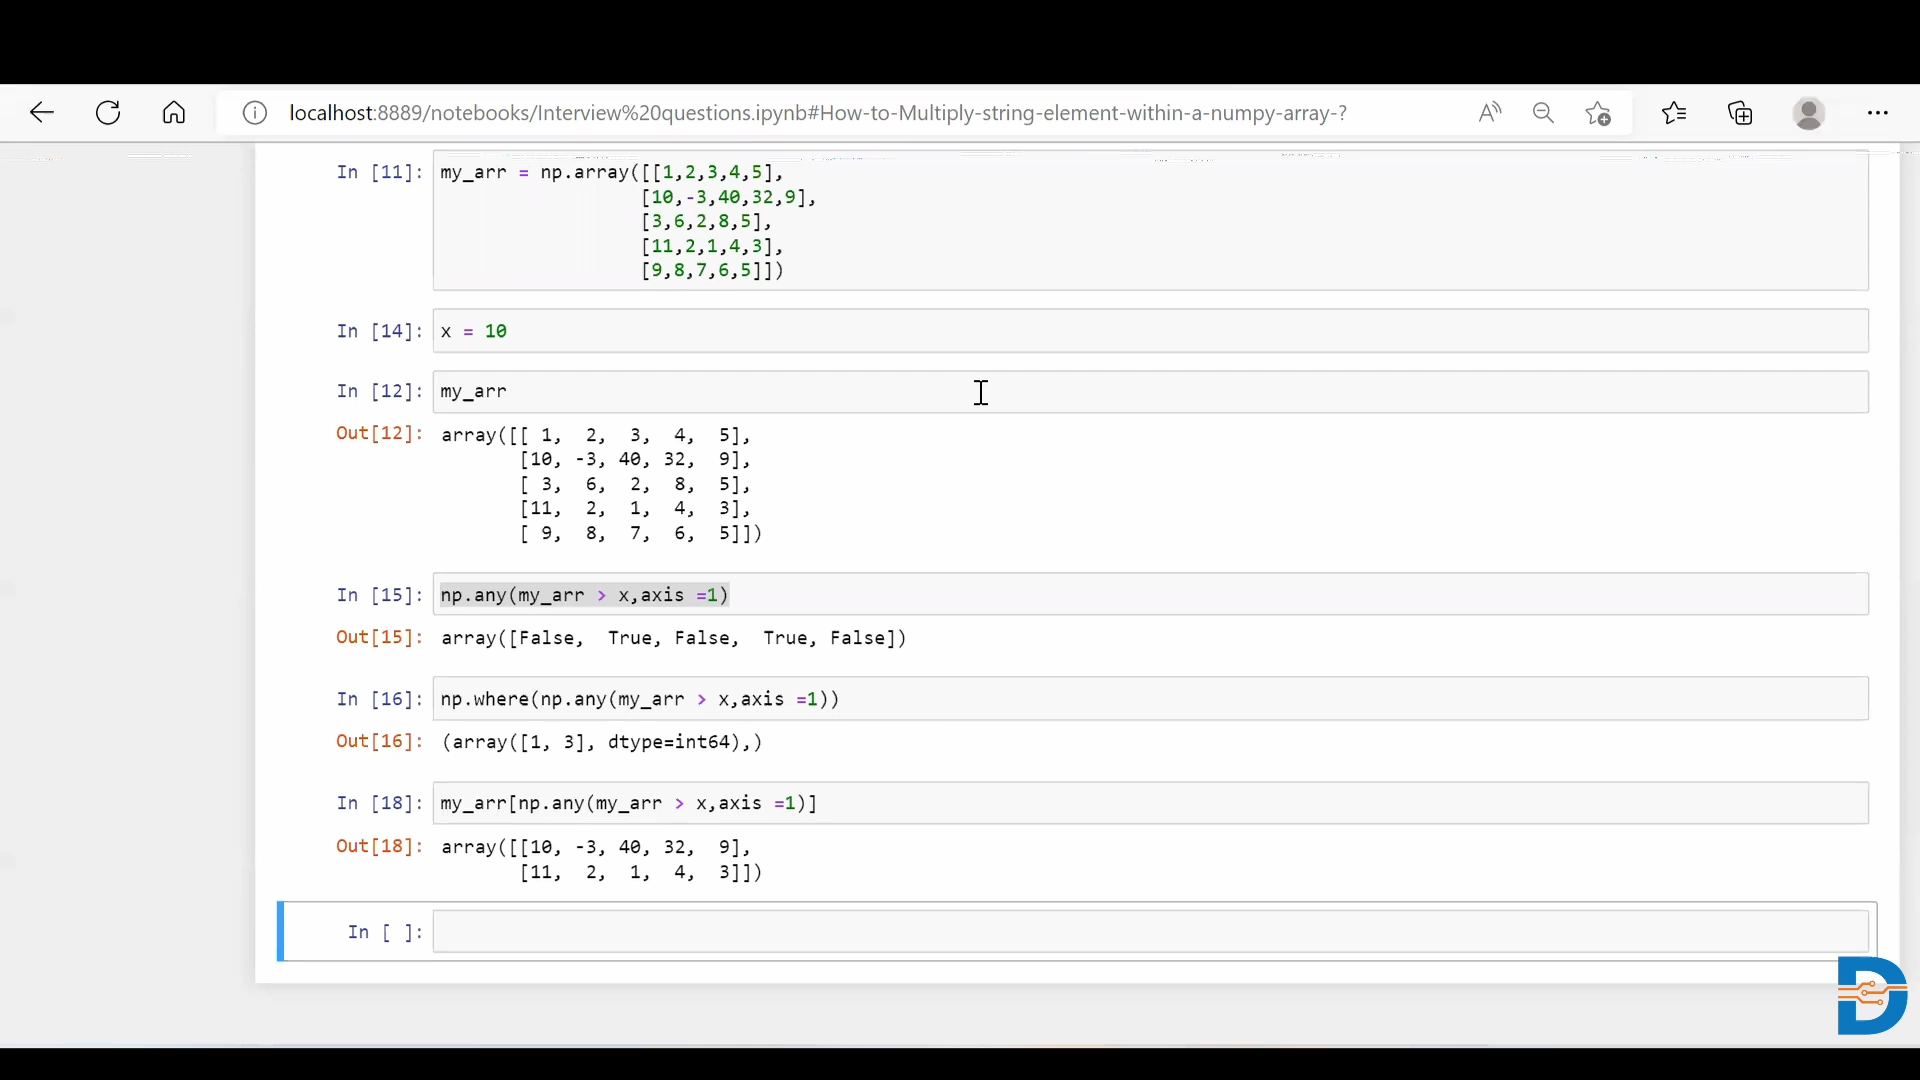 localhost:8889/notebooks/Interview%20questions.ipynb#How-to-Multiply-string-element-within-a-numpy-array-?
In [11]: my_arr = np.array([[1,2,3,4,5],
[10,-3,40,32,9],
[3,6,2,8,5],
[11,2,1,4,3],
[9,8,7,6,5]])
In [14]: x = 10
In [12]: my_arr
Out[12]: array([[ 1, 2, 3, 4, 5],
[10, -3, 40, 32, 9],
[ 3, 6, 2, 8, 5],
[11, 2, 1, 4, 3],
[ 9, 8, 7, 6, 5]])
In [15]: np.any(my_arr > x,axis =1)
Out[15]: array([False, True, False, True, False])
In [16]: np.where(np.any(my_arr > x,axis =1))
Out[16]: (array([1, 3], dtype=int64),)
In [18]: my_arr[np.any(my_arr > x,axis =1)]
Out[18]: array([[10, -3, 40, 32, 9],
[11, 2, 1, 4, 3]])
In [ ]: